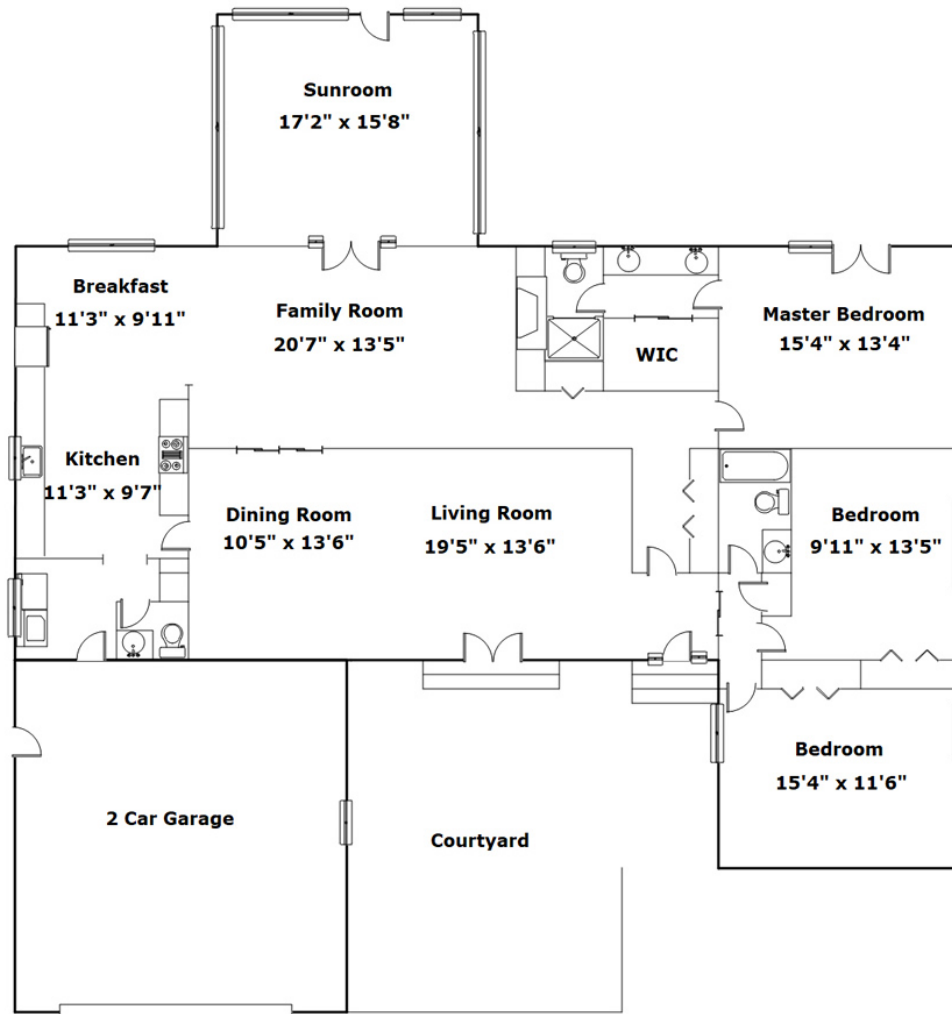 Sunroom
17'2" x 15'8"
Breakfast
11'3" x 9'11"
Family Room
20'7" x 13'5"
WIC
Master Bedroom
15'4" x 13'4"
Kitchen
11'3" x 9'7"
Dining Room
10'5" x 13'6"
Living Room
19'5" x 13'6"
Bedroom
9'11" x 13'5"
Bedroom
15'4" x 11'6"
2 Car Garage
Courtyard